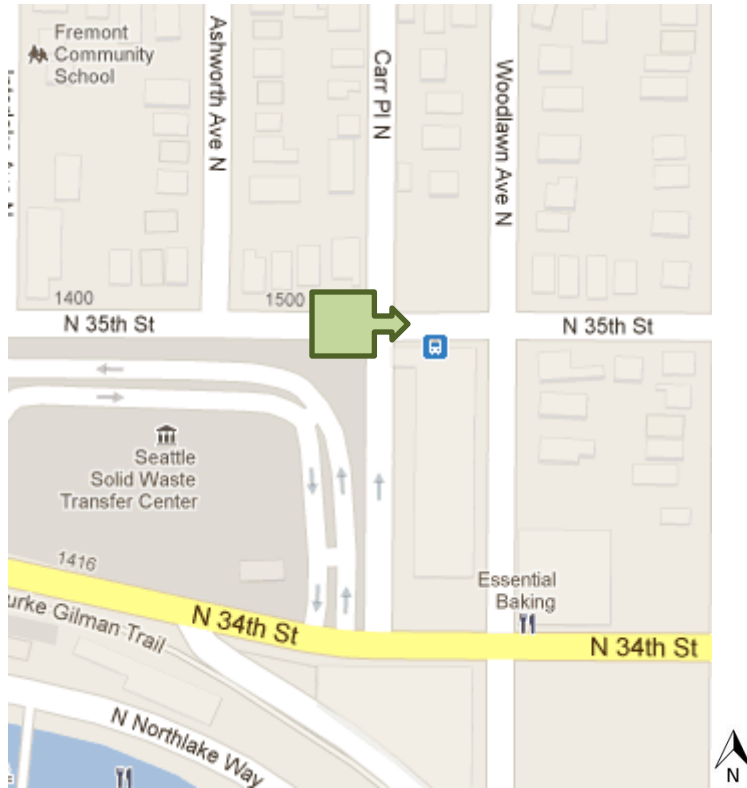 Fremont
Community
School
Ashworth Ave N
Carr Pl N
Woodlawn Ave N
1400
1500
N 35th St
N 35th St
Seattle
Solid Waste
Transfer Center
1416
Essential
Baking
N 34th St
N 34th St
Gilman Trail
N Northlake Way
N